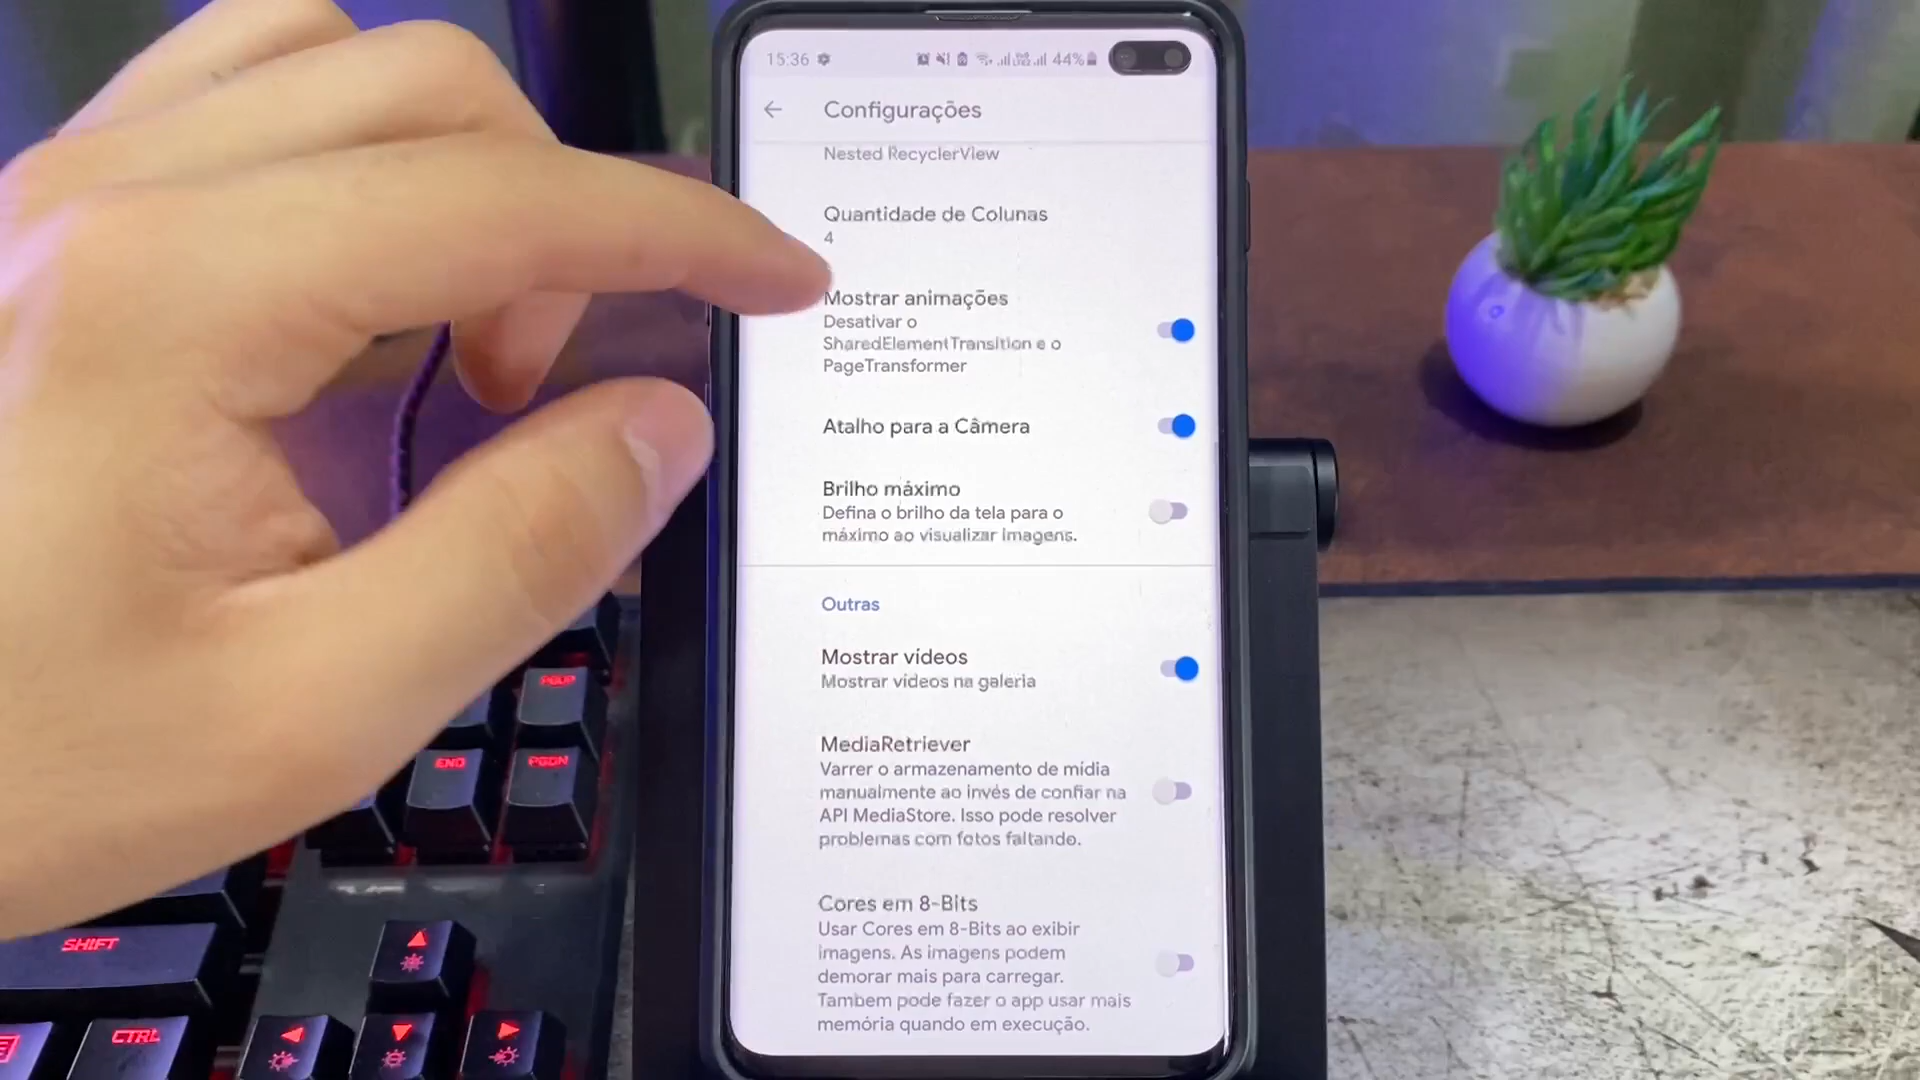 15:36
44%
Configurações
Nested RecyclerView
Quantidade de Colunas
4
Mostrar animações
Desativar o
SharedElementTransition e o
PageTransformer
Atalho para a Câmera
Brilho máximo
Defina o brilho da tela para o
máximo ao visualizar imagens.
Outras
Mostrar vídeos
Mostrar vídeos na galeria
MediaRetriever
Varrer o armazenamento de mídia
manualmente ao invés de confiar na
API MediaStore. Isso pode resolver
problemas com fotos faltando.
Cores em 8-Bits
Usar Cores em 8-Bits ao exibir
imagens. As imagens podem
demorar mais para carregar.
Tambem pode fazer o app usar mais
memória quando em execução.
PGUP
END
PGDN
SHIFT
CTRL